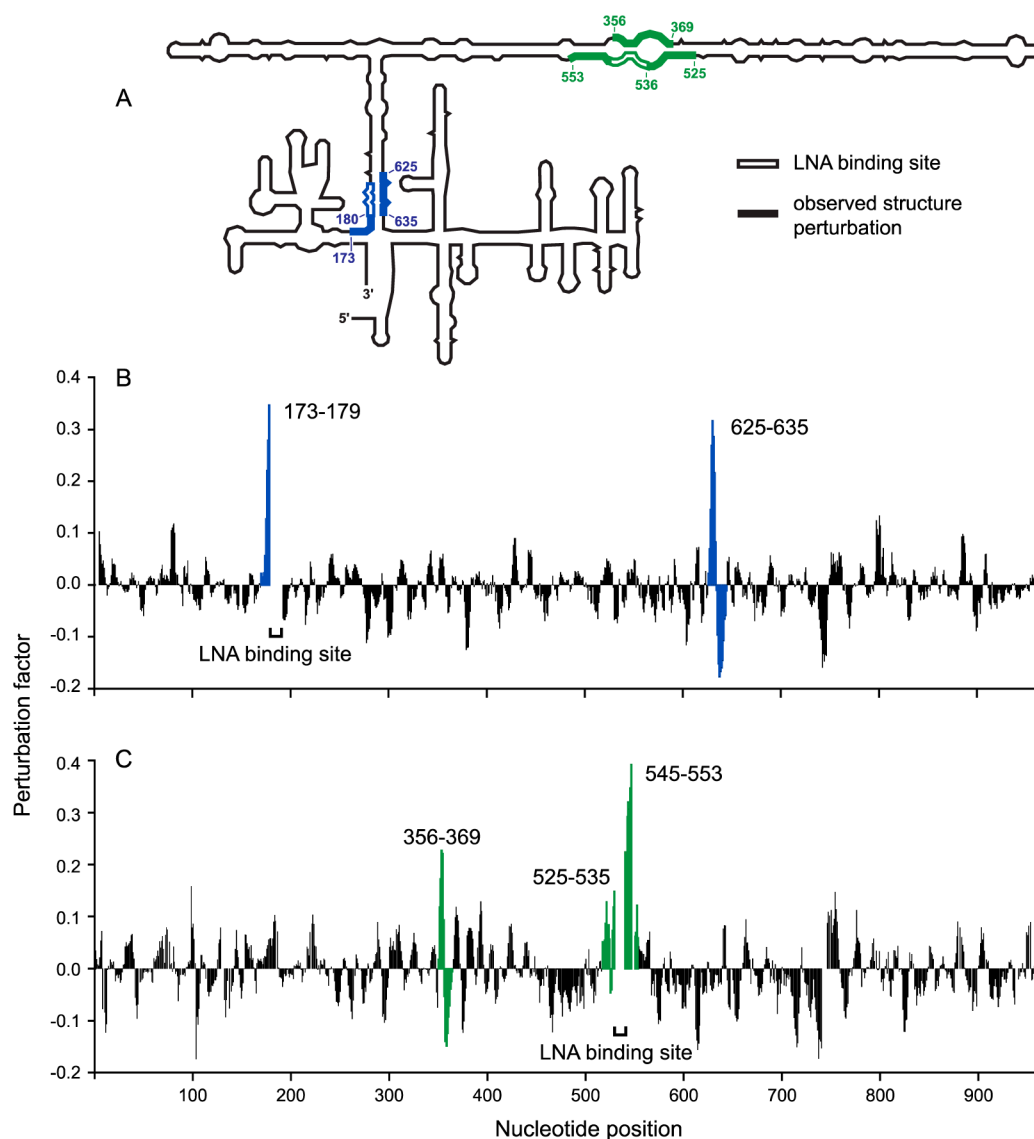 356
369
553
536
525
A
LNA binding site
observed structure
perturbation
625
180
635
173
3'
5'
B
0.4
0.3
0.2
0.1
0.0
-0.1
-0.2
173-179
625-635
LNA binding site
Perturbation factor
C
0.4
0.3
0.2
0.1
0.0
-0.1
-0.2
356-369
525-535
545-553
LNA binding site
100 200 300 400 500 600 700 800 900
Nucleotide position